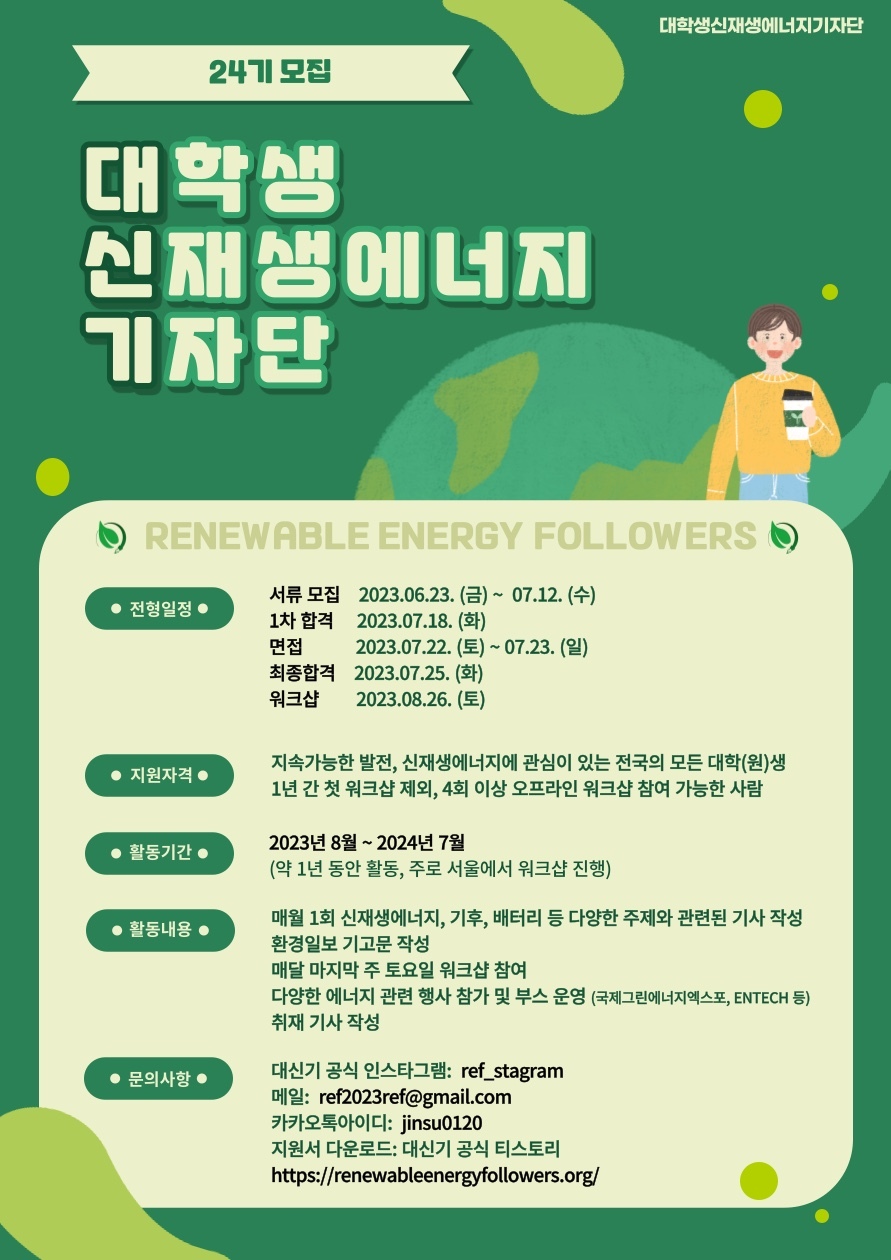 대학생신재생에너지기자단
24기 모집
대학생
신재생에너지
기자단
RENEWABLE ENERGY FOLLOWERS
전형일정
서류 모집 2023.06.23. (금) ~ 07.12. (수)
1차 합격 2023.07.18. (화)
면접 2023.07.22. (토) ~ 07.23. (일)
최종합격 2023.07.25. (화)
워크샵 2023.08.26. (토)
지원자격
지속가능한 발전, 신재생에너지에 관심이 있는 전국의 모든 대학(원)생
1년 간 첫 워크샵 제외, 4회 이상 오프라인 워크샵 참여 가능한 사람
활동기간
2023년 8월 ~ 2024년 7월
(약 1년 동안 활동, 주로 서울에서 워크샵 진행)
활동내용
매월 1회 신재생에너지, 기후, 배터리 등 다양한 주제와 관련된 기사 작성
환경일보 기고문 작성
매달 마지막 주 토요일 워크샵 참여
다양한 에너지 관련 행사 참가 및 부스 운영 (국제그린에너지엑스포, ENTECH 등)
취재 기사 작성
문의사항
대신기 공식 인스타그램: ref_stagram
메일: ref2023ref@gmail.com
카카오톡아이디: jinsu0120
지원서 다운로드: 대신기 공식 티스토리
https://renewableenergyfollowers.org/